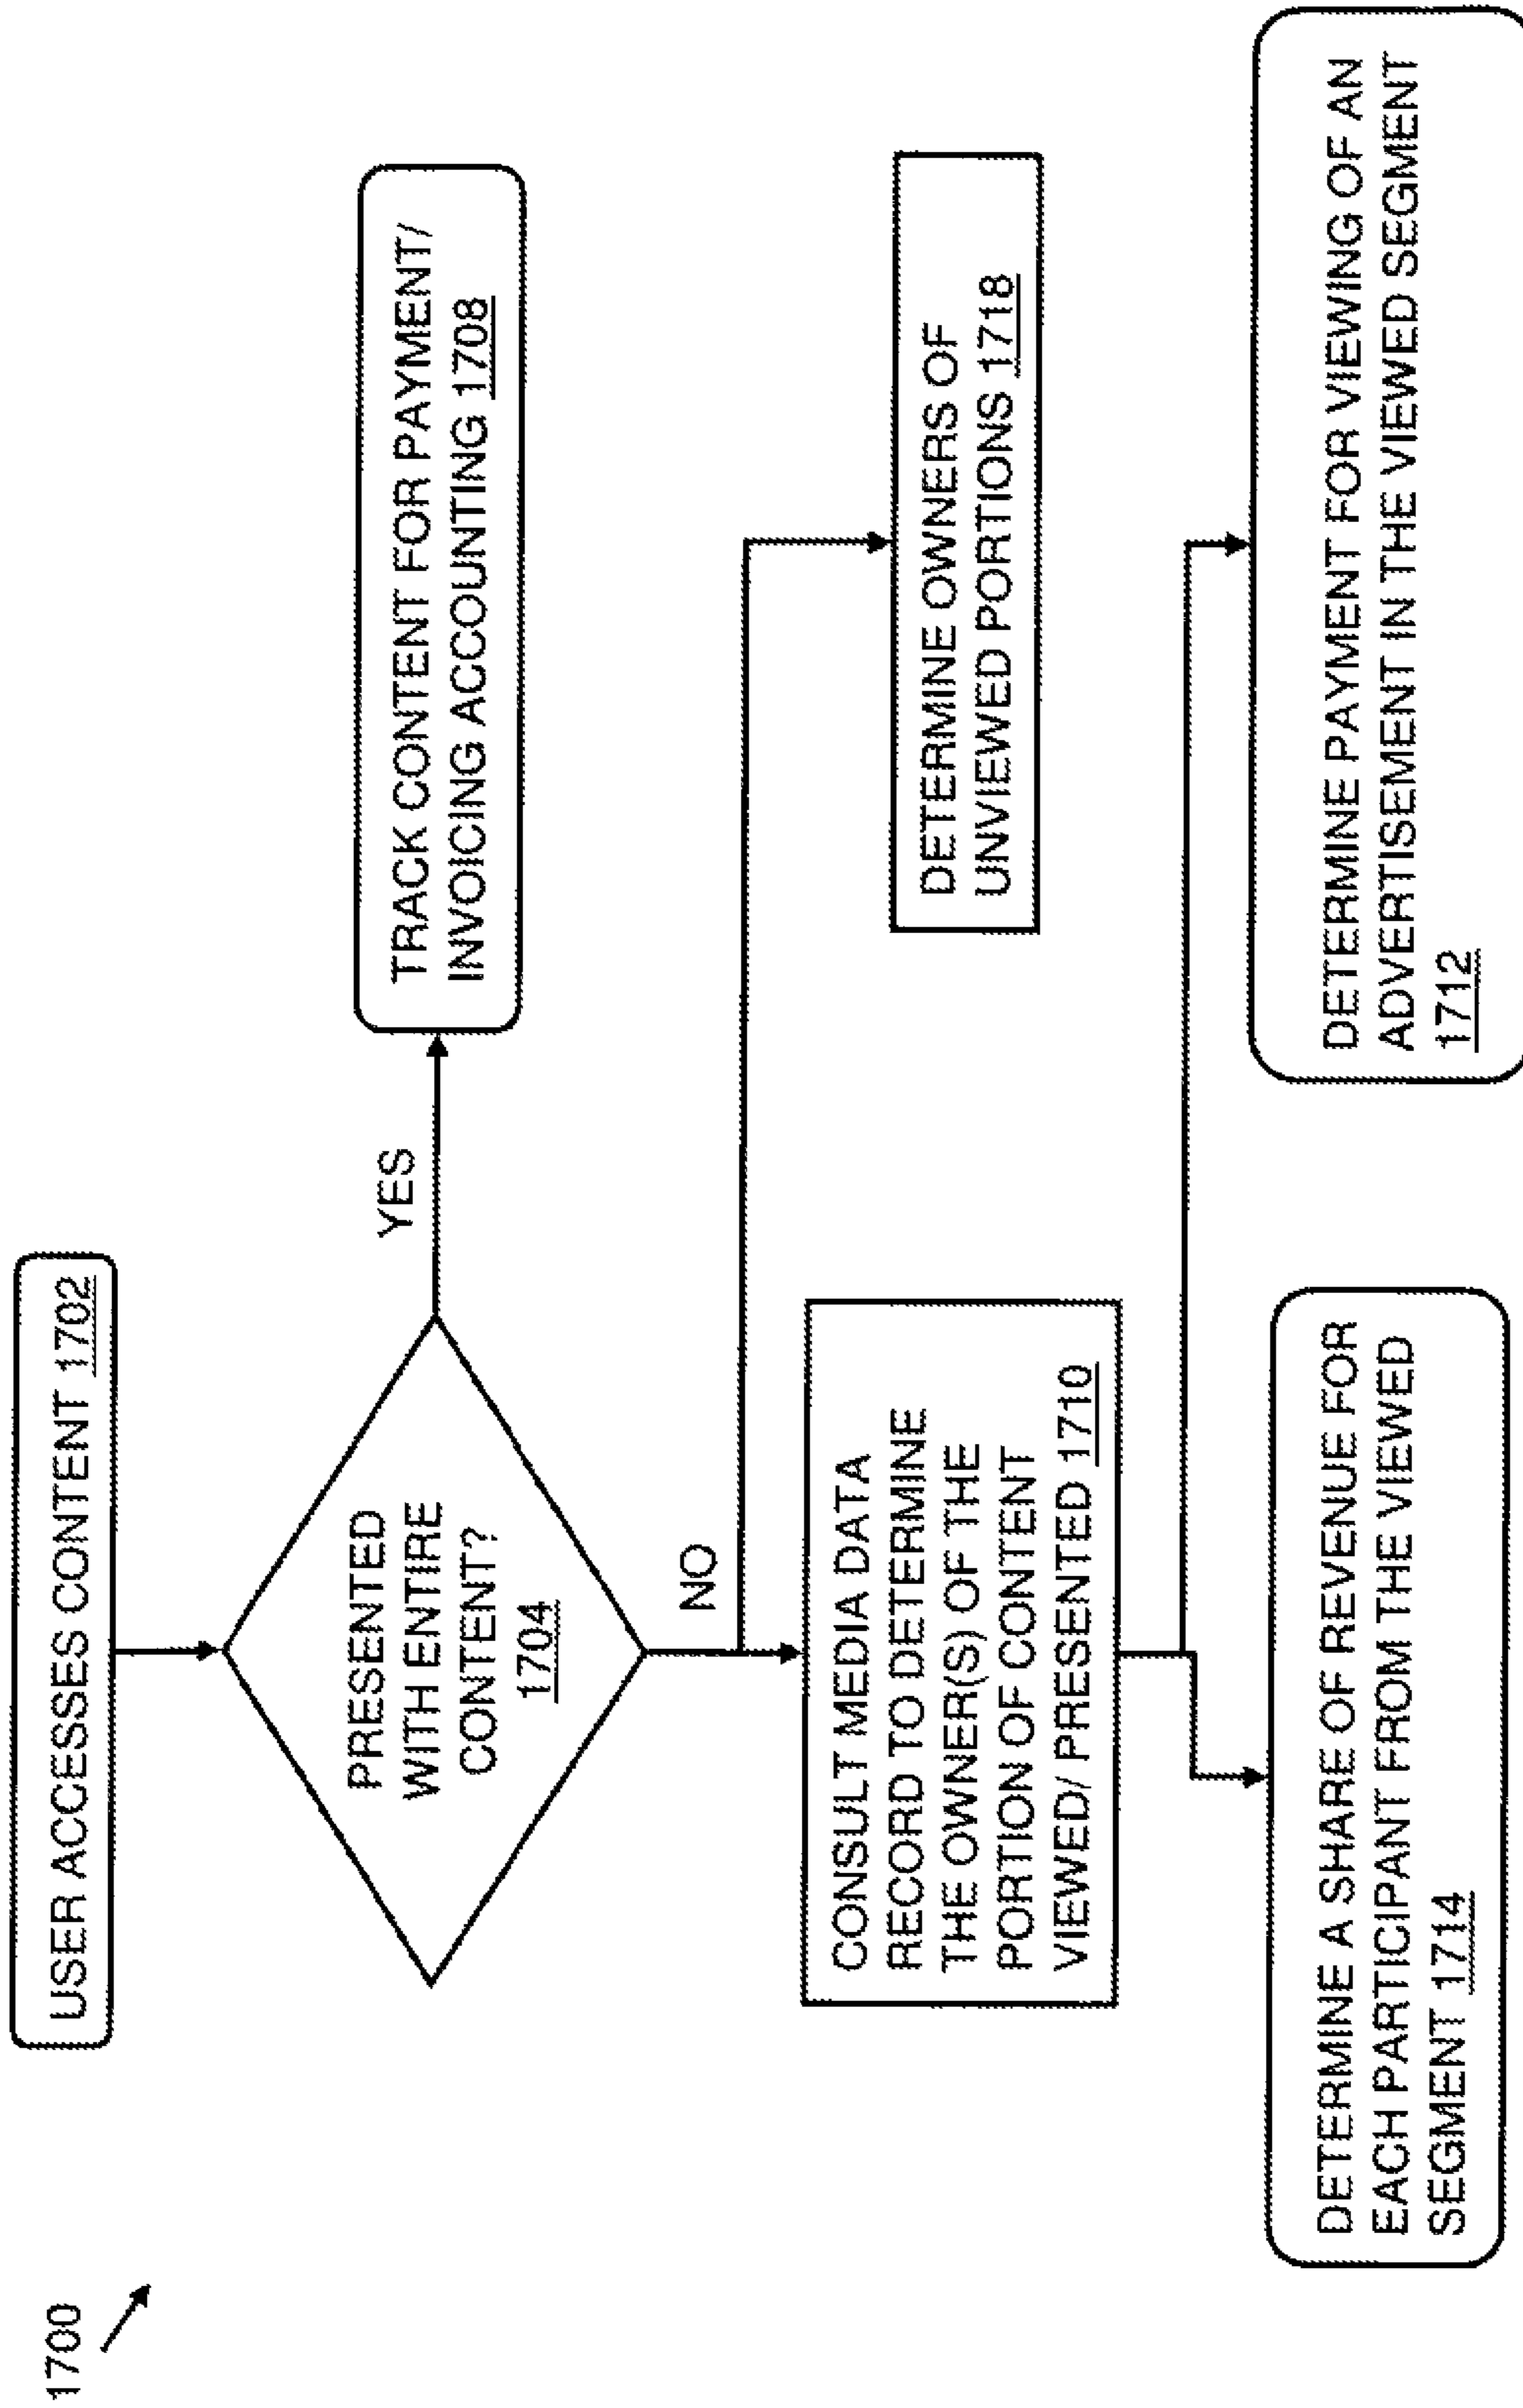 1700
USER ACCESSES CONTENT 1702
PRESENTED
WITH ENTIRE
CONTENT?
1704
YES
TRACK CONTENT FOR PAYMENT/
INVOICING ACCOUNTING 1708
NO
CONSULT MEDIA DATA
RECORD TO DETERMINE
THE OWNER(S) OF THE
PORTION OF CONTENT
VIEWED/ PRESENTED 1710
DETERMINE OWNERS OF
UNVIEWED PORTIONS 1718
DETERMINE A SHARE OF REVENUE FOR
EACH PARTICIPANT FROM THE VIEWED
SEGMENT 1714
DETERMINE PAYMENT FOR VIEWING OF AN
ADVERTISEMENT IN THE VIEWED SEGMENT
1712